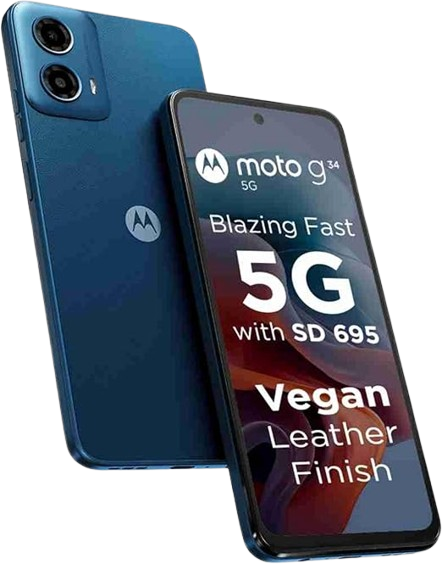 moto g34
5G
Blazing Fast
5G
with SD 695
Vegan
Leather
Finish